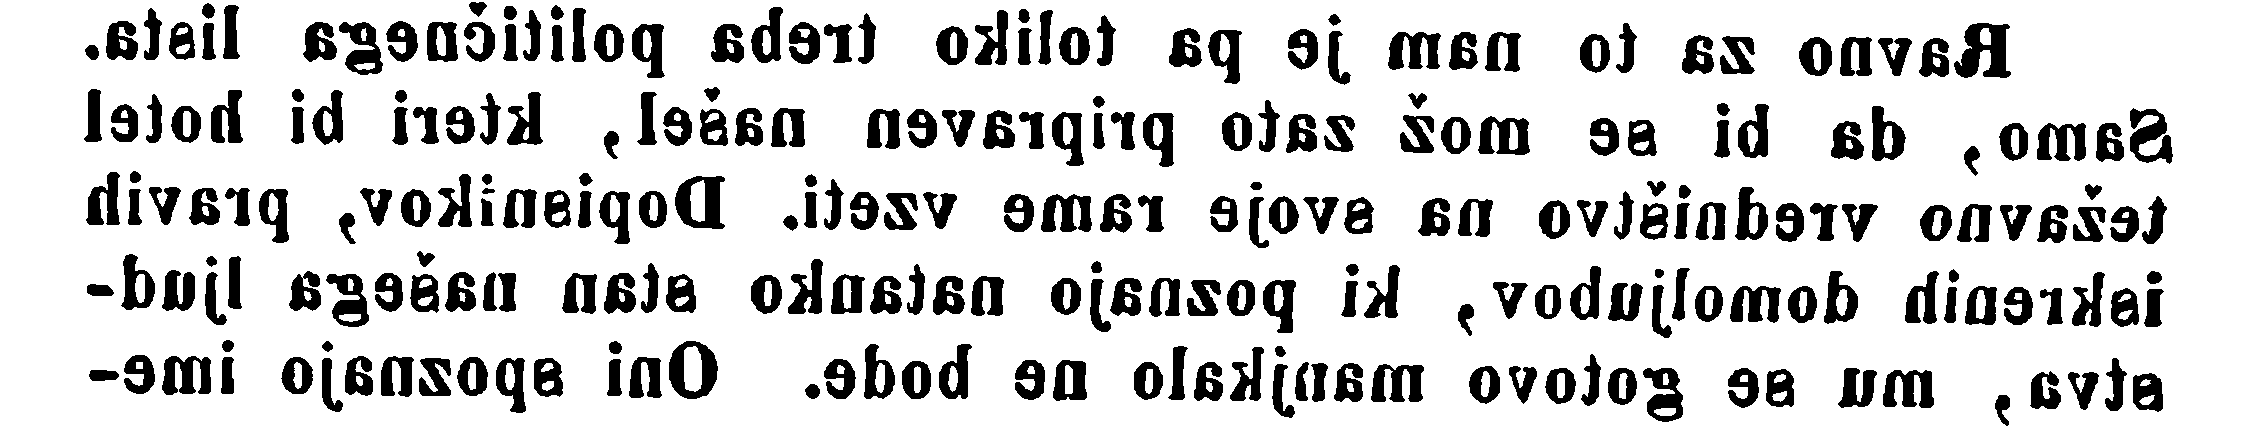 Ravno za to nam je pa toliko treba političnega lista.
Samo, da bi se mož zato pripraven našel, kteri bi hotel
težavno vredništvo na svoje rame vzeti. Dopisnikov, pravih
iskrenih domoljubov, ki poznajo natanko stan našega ljud-
stva, mu se gotovo manjkalo ne bode. Oni spoznajo ime-